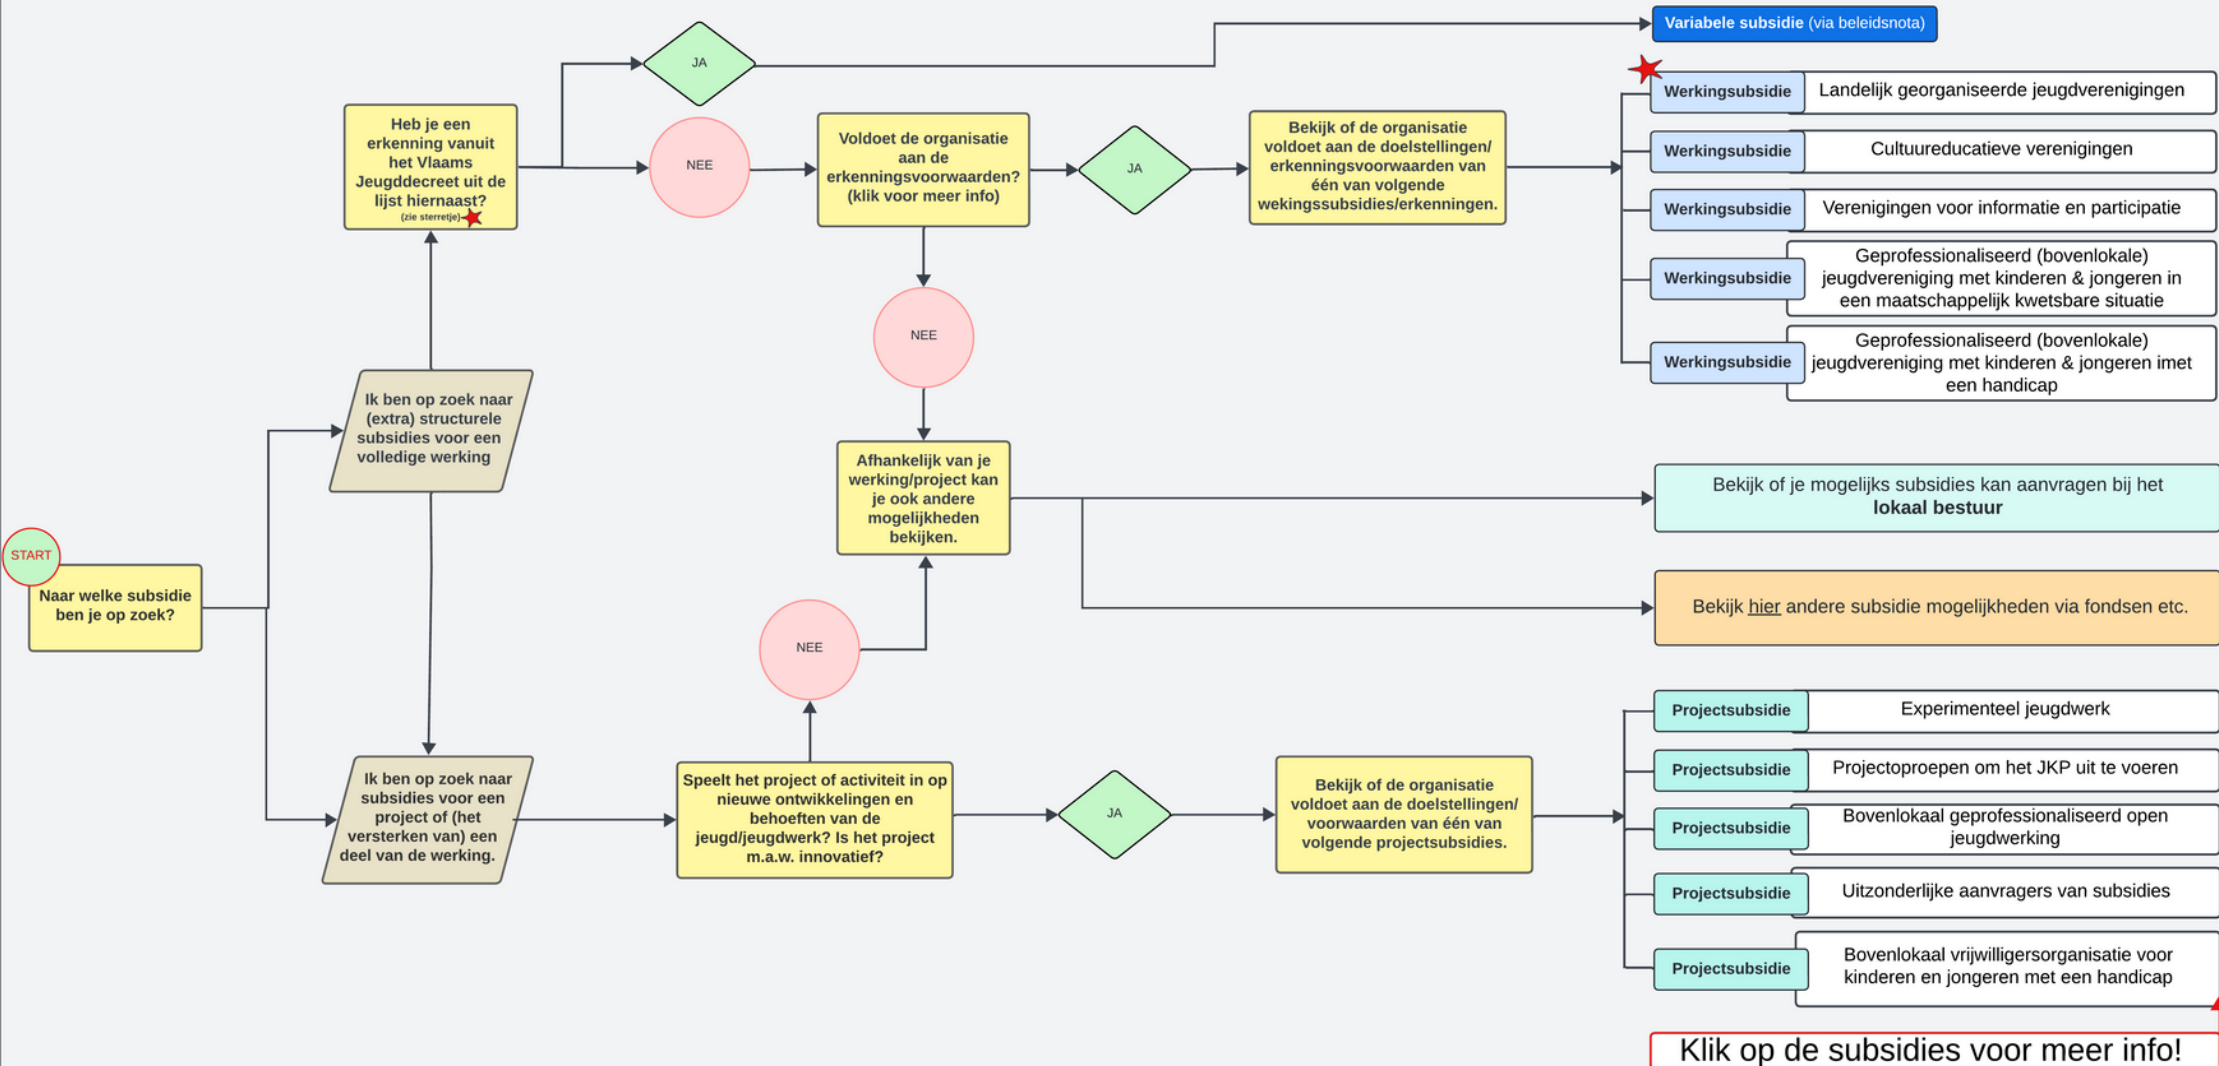 JA
Variabele subsidie (via beleidsnota)
Heb je een
erkenning vanuit
het Vlaams
Jeugddecreet uit de
lijst hiernaast?
(zie sterretje)
NEE
Voldoet de organisatie
aan de
erkenningsvoorwaarden?
(klik voor meer info)
JA
Bekijk of de organisatie
voldoet aan de doelstellingen/
erkenningsvoorwaarden van
één van volgende
wekingssubsidies/erkenningen.
Werkingsubsidie
Landelijk georganiseerde jeugdverenigingen
Werkingsubsidie
Cultuureducatieve verenigingen
Werkingsubsidie
Verenigingen voor informatie en participatie
Werkingsubsidie
Geprofessionaliseerd (bovenlokale)
jeugdvereniging met kinderen & jongeren in
een maatschappelijk kwetsbare situatie
Werkingsubsidie
Geprofessionaliseerd (bovenlokale)
jeugdvereniging met kinderen & jongeren imet
een handicap
NEE
Ik ben op zoek naar
(extra) structurele
subsidies voor een
volledige werking
Afhankelijk van je
werking/project kan
je ook andere
mogelijkheden
bekijken.
Bekijk of je mogelijks subsidies kan aanvragen bij het
lokaal bestuur
START
Naar welke subsidie
ben je op zoek?
Bekijk hier andere subsidie mogelijkheden via fondsen etc.
NEE
Ik ben op zoek naar
subsidies voor een
project of (het
versterken van) een
deel van de werking.
Speelt het project of activiteit in op
nieuwe ontwikkelingen en
behoeften van de
jeugd/jeugdwerk? Is het project
m.a.w. innovatief?
JA
Bekijk of de organisatie
voldoet aan de doelstellingen/
voorwaarden van één van
volgende projectsubsidies.
Projectsubsidie
Experimenteel jeugdwerk
Projectsubsidie
Projectoproepen om het JKP uit te voeren
Projectsubsidie
Bovenlokaal geprofessionaliseerd open
jeugdwerking
Projectsubsidie
Uitzonderlijke aanvragers van subsidies
Projectsubsidie
Bovenlokaal vrijwilligersorganisatie voor
kinderen en jongeren met een handicap
Klik op de subsidies voor meer info!